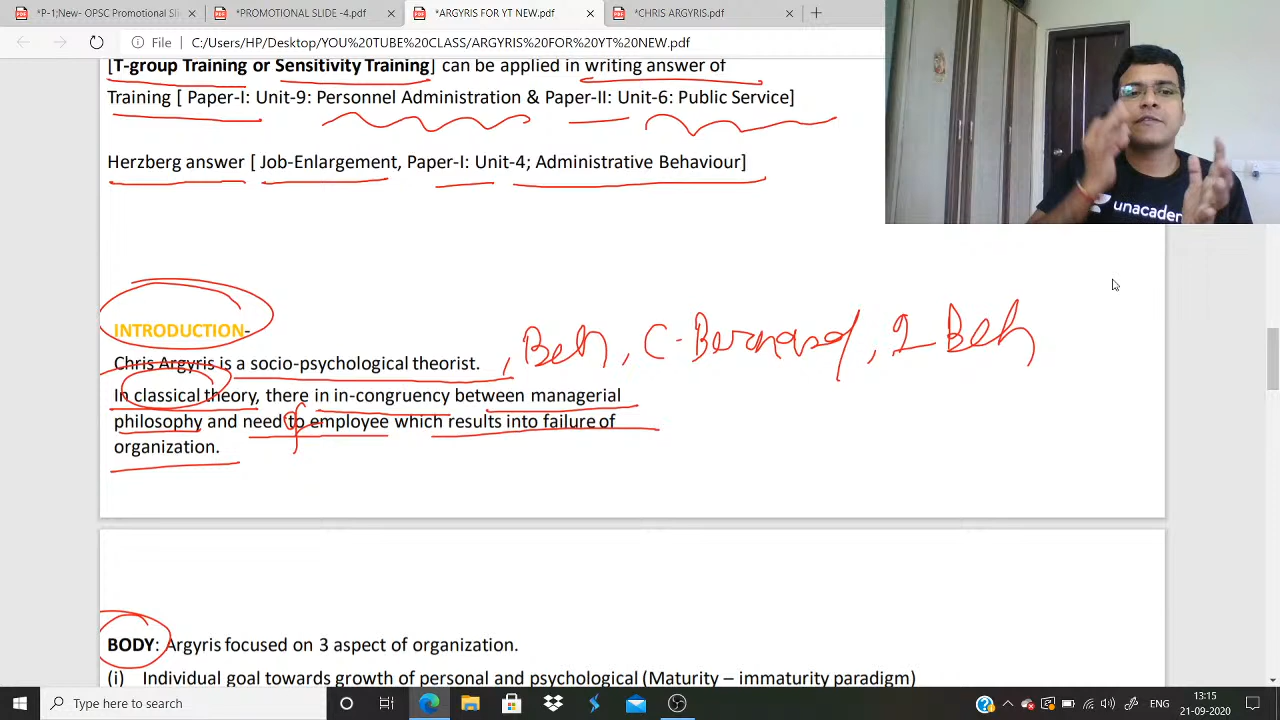 *P-1;New- OPSC Promotional Sli
*PROMOTIONAL SLIDE -4.pdf
*ARGYRIS FOR YT NEW.pdf
*CHRIS ARGYRIS.pdf
File C:/Users/HP/Desktop/YOU%20TUBE%20CLASS/ARGYRIS%20FOR%20YT%20NEW.pdf
[T-group Training or Sensitivity Training] can be applied in writing answer of
Training [ Paper-I: Unit-9: Personnel Administration & Paper-II: Unit-6: Public Service]
Herzberg answer [ Job-Enlargement, Paper-I: Unit-4; Administrative Behaviour]
unacadem
INTRODUCTION-
Chris Argyris is a socio-psychological theorist. , Beh, C. Bernard, 2 Beh
In classical theory, there in in-congruency between managerial
philosophy and need to employee which results into failure of
of
organization.
BODY: Argyris focused on 3 aspect of organization.
(i) Individual goal towards growth of personal and psychological (Maturity – immaturity paradigm)
Type here to search
ENG
13:15
21-09-2020